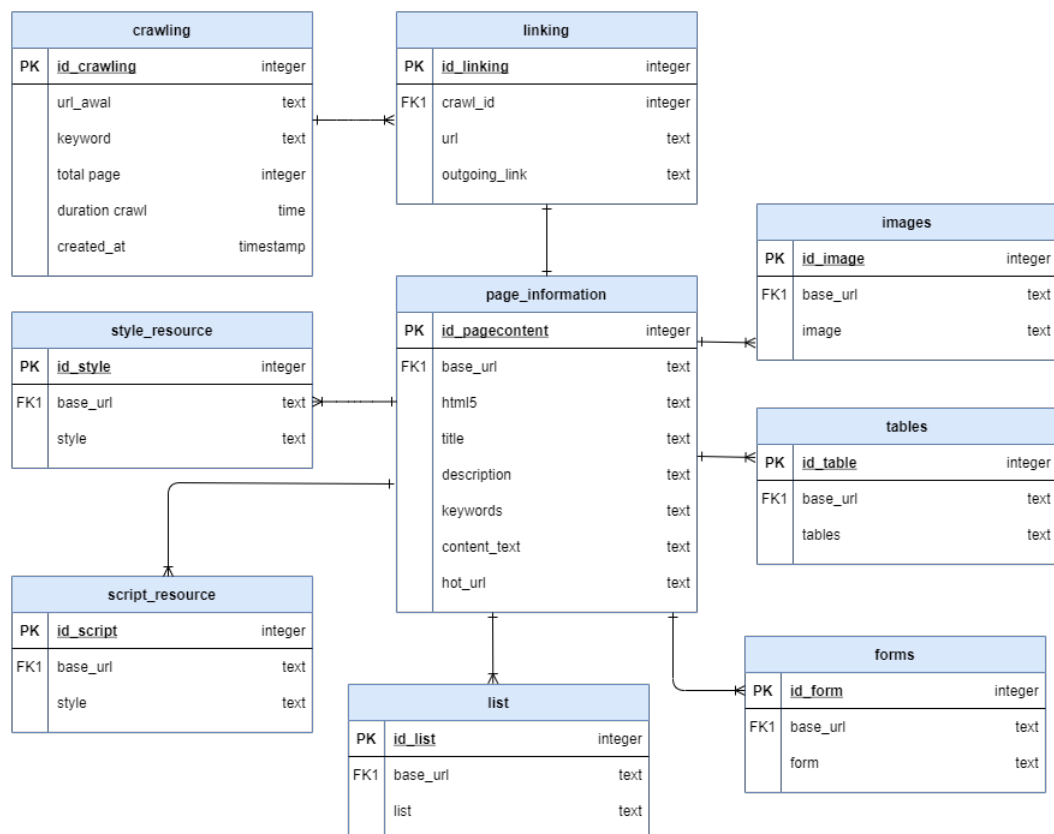 crawling
PK id_crawling integer
url_awal text
keyword text
total page integer
duration crawl time
created_at timestamp
linking
PK id_linking integer
FK1 crawl_id integer
url text
outgoing_link text
images
PK id_image integer
FK1 base_url text
image text
page_information
PK id_pagecontent integer
FK1 base_url text
html5 text
title text
description text
keywords text
content_text text
hot_url text
style_resource
PK id_style integer
FK1 base_url text
style text
tables
PK id_table integer
FK1 base_url text
tables text
script_resource
PK id_script integer
FK1 base_url text
style text
forms
PK id_form integer
FK1 base_url text
form text
list
PK id_list integer
FK1 base_url text
list text